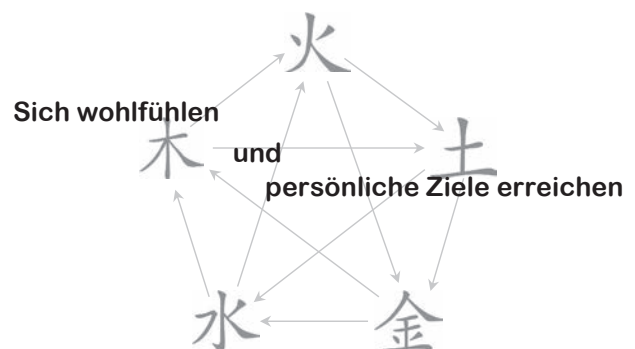 火
Sich wohlfühlen
木
土
und
persönliche Ziele erreichen
水
金